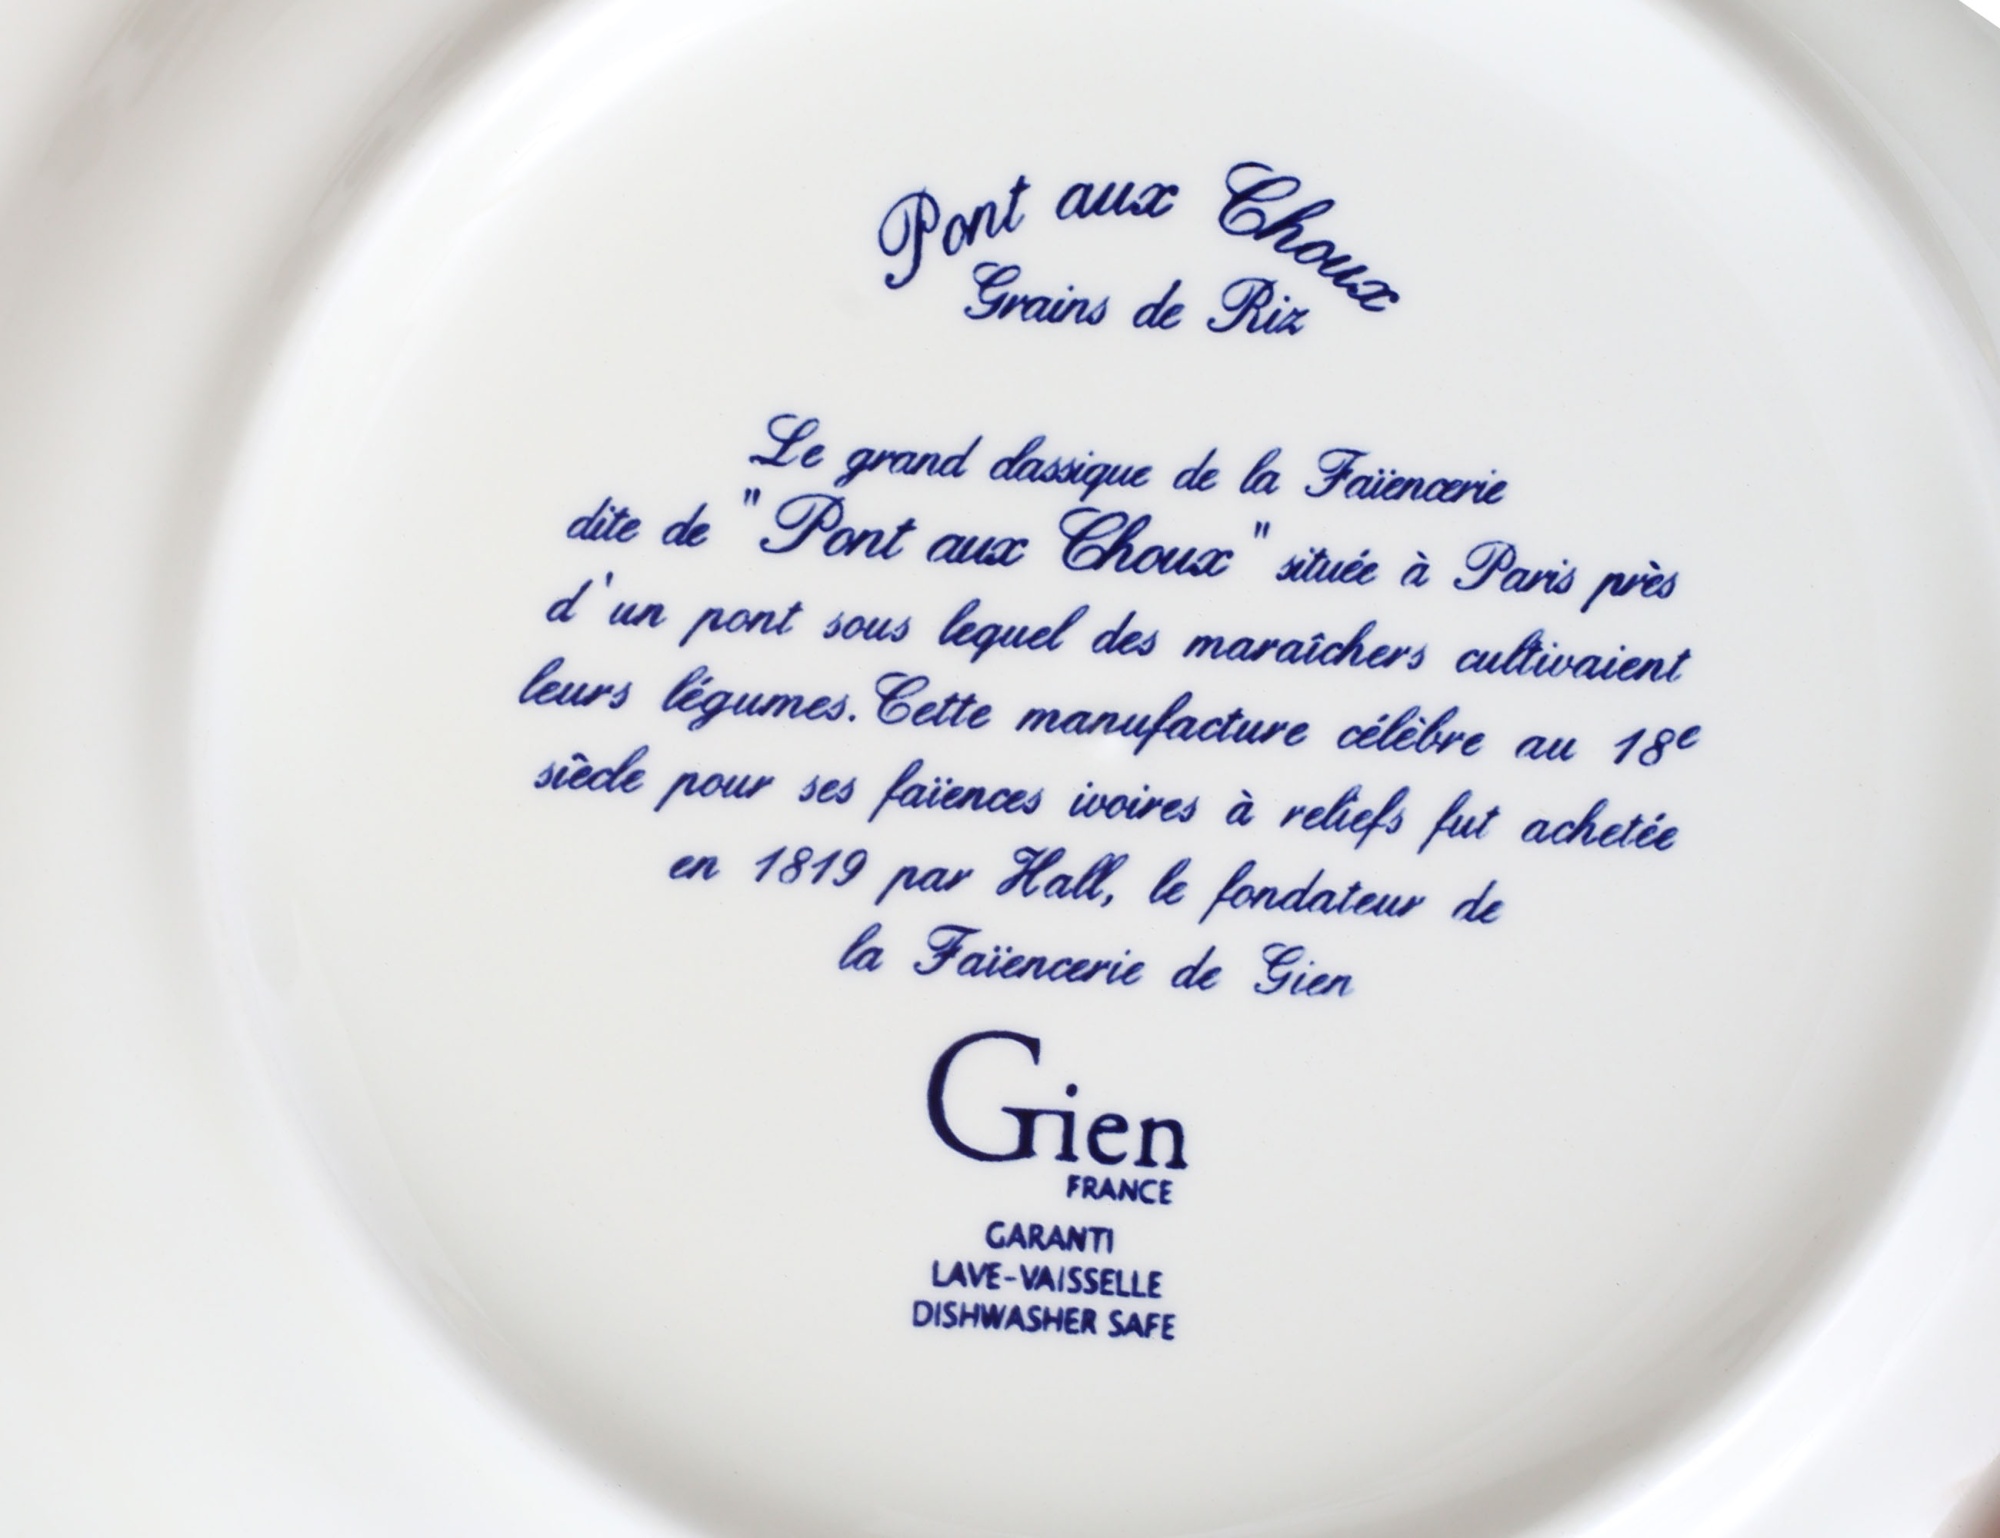 Pont aux Choux
Grains de Riz
Le grand classique de la Faïencerie
dite de "Pont aux Choux" située à Paris près
d'un pont sous lequel des maraîchers cultivaient
leurs légumes. Cette manufacture célèbre au 18e
siècle pour ses faïences ivoires à reliefs fut achetée
en 1819 par Hall, le fondateur de
la Faïencerie de Gien
Gien
FRANCE
GARANTI
LAVE-VAISSELLE
DISHWASHER SAFE